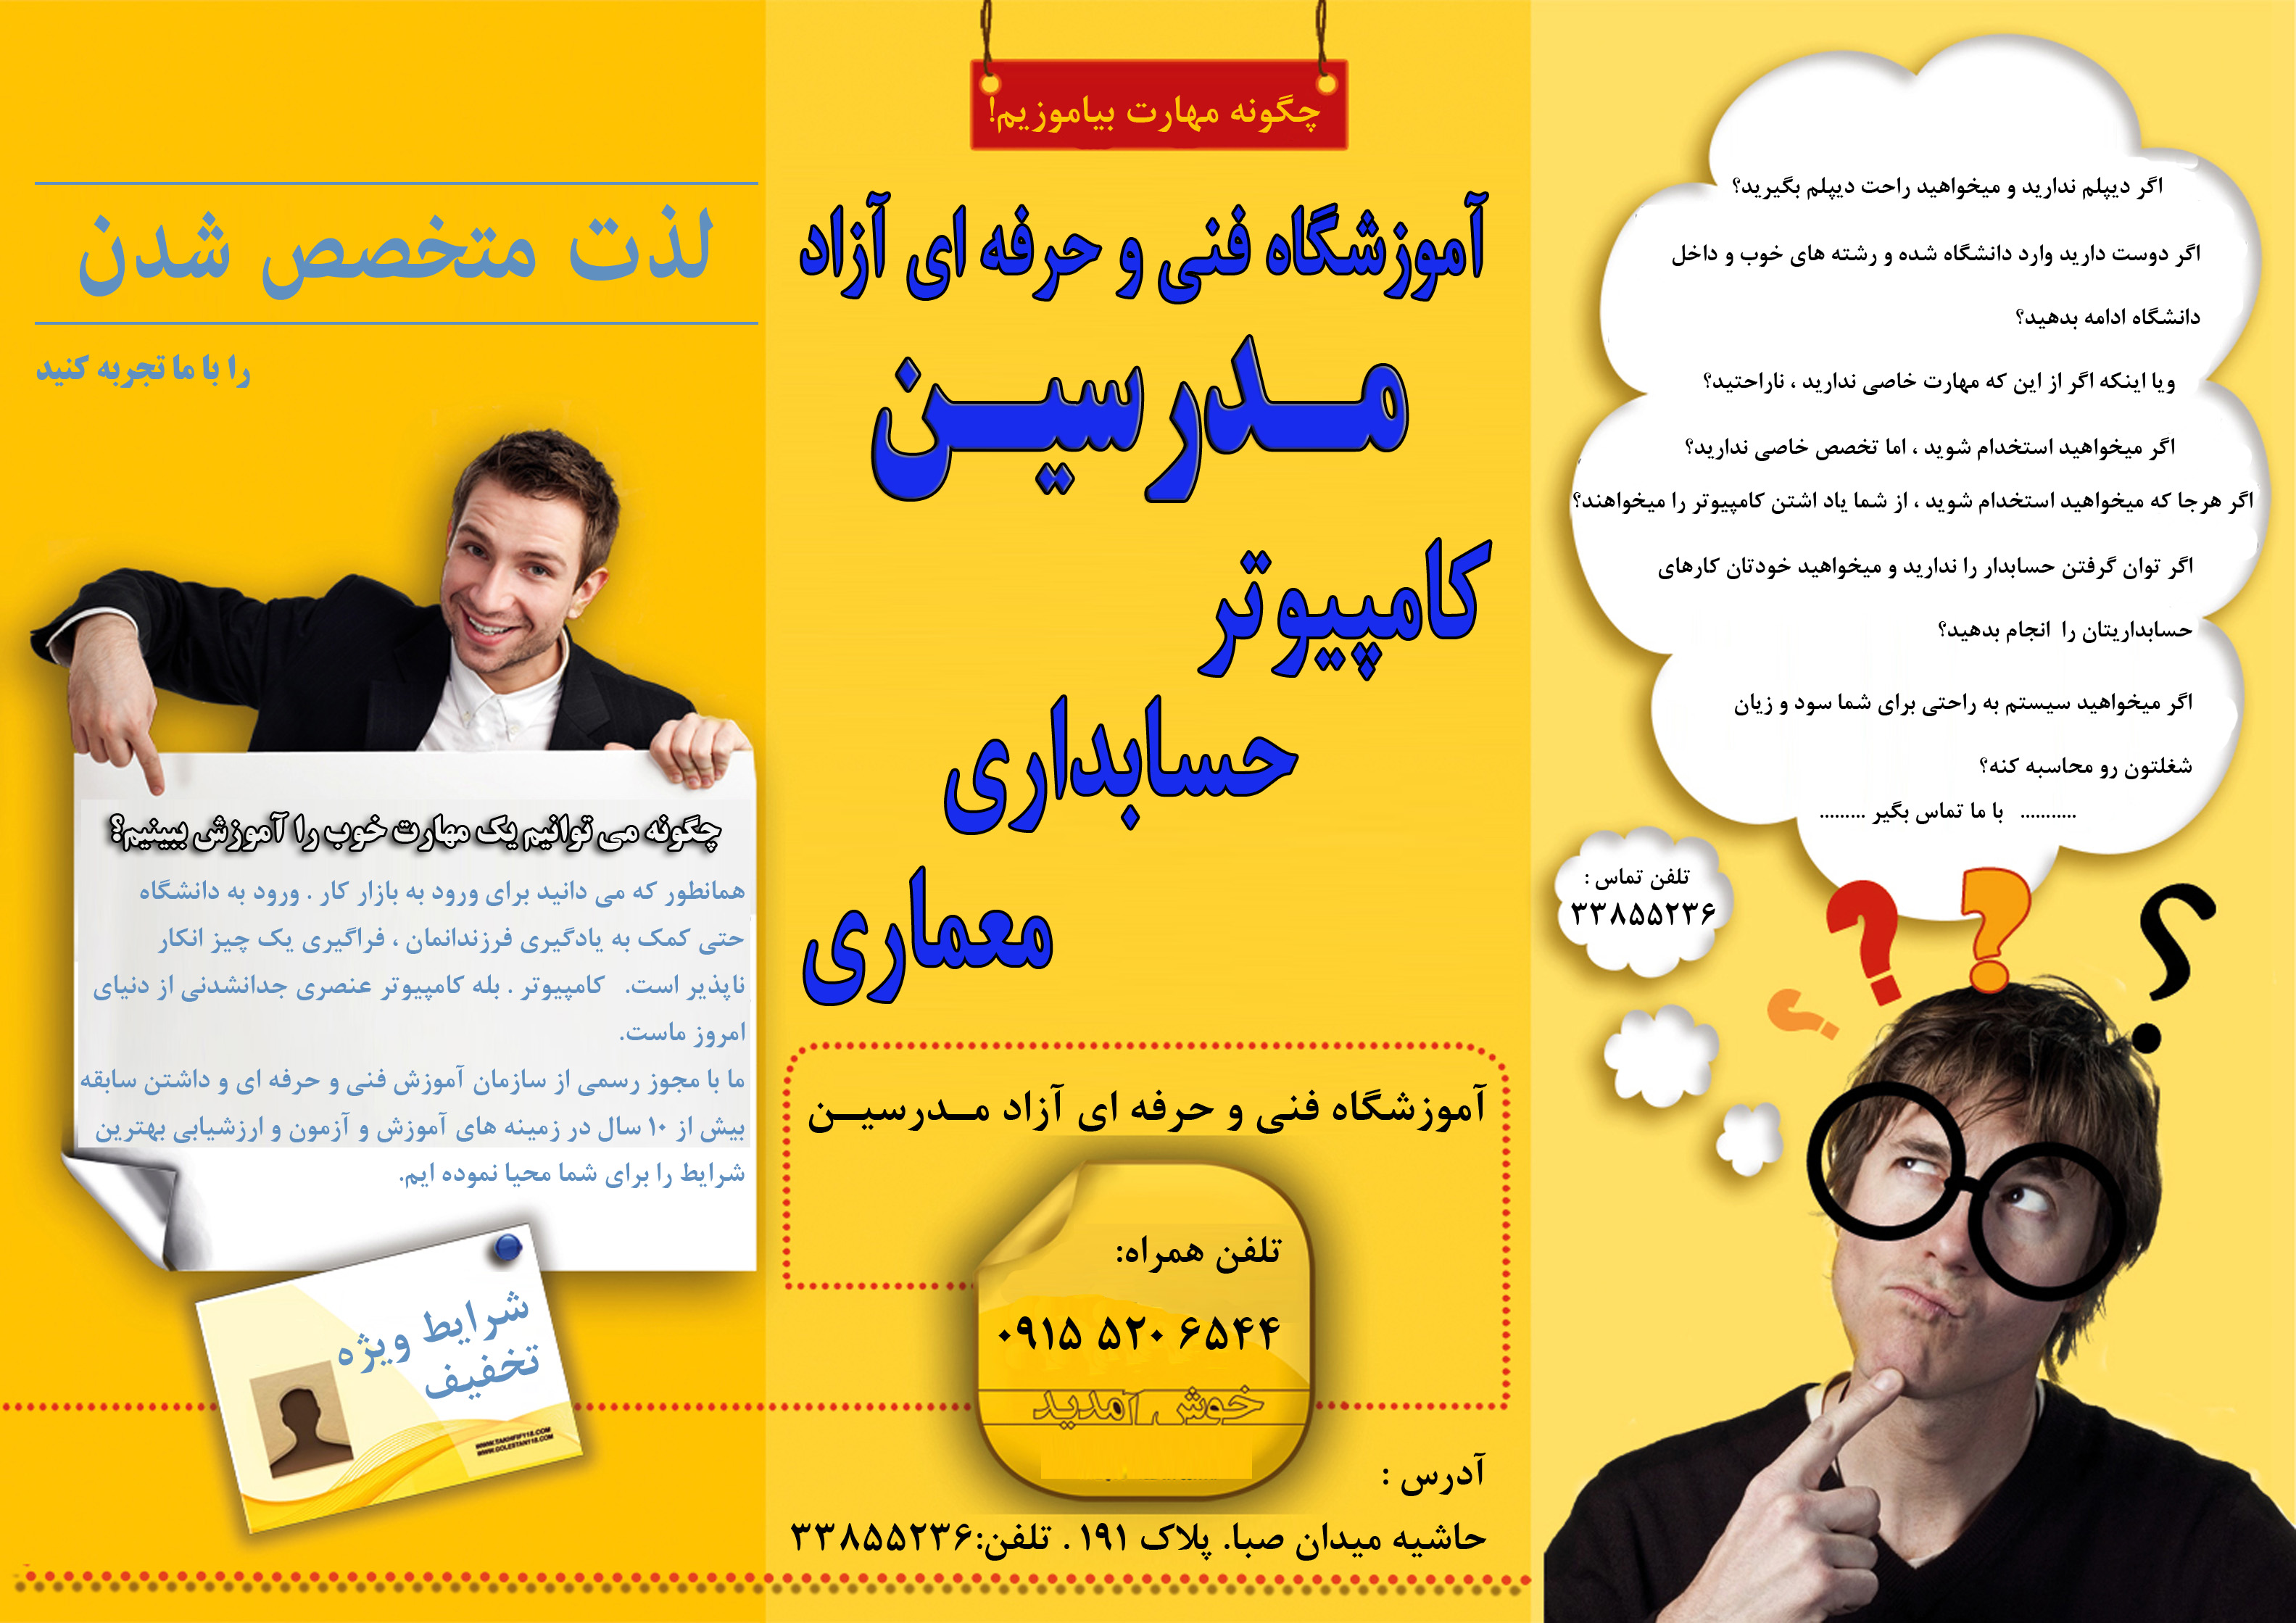 اگر دیپلم ندارید و میخواهید راحت دیپلم بگیرید؟
اگر دوست دارید وارد دانشگاه شده و رشته های خوب و داخل
دانشگاه ادامه بدهید؟
ویا اینکه اگر از این که مهارت خاصی ندارید ، ناراحتید؟
اگر میخواهید استخدام شوید ، اما تخصص خاصی ندارید؟
اگر هرجا که میخواهید استخدام شوید ، از شما یاد اشتن کامپیوتر را میخواهند؟
اگر توان گرفتن حسابدار را ندارید و میخواهید خودتان کارهای
حسابداریتان را انجام بدهید؟
اگر میخواهید سیستم به راحتی برای شما سود و زیان
شغلتون رو محاسبه کنه؟
........... با ما تماس بگیر .........
تلفن تماس :
۳۳۸۵۵۲۳۶
؟
?
?
?
چگونه مهارت بیاموزیم!
آموزشگاه فنی و حرفه ای آزاد
مـدرسیـن
کامپیوتر
حسابداری
معماری
آموزشگاه فنی و حرفه ای آزاد مـدرسیـن
تلفن همراه:
۰۹۱۵ ۵۲۰ ۶۵۴۴
خوش آمدید
آدرس :
حاشیه میدان صبا. پلاک ۱۹۱ . تلفن:۳۳۸۵۵۲۳۶
لذت متخصص شدن
را با ما تجربه کنید
چگونه می توانیم یک مهارت خوب را آموزش ببینیم؟
همانطور که می دانید برای ورود به بازار کار . ورود به دانشگاه
حتی کمک به یادگیری فرزندانمان ، فراگیری یک چیز انکار
ناپذیر است. کامپیوتر . بله کامپیوتر عنصری جدانشدنی از دنیای
امروز ماست.
ما با مجوز رسمی از سازمان آموزش فنی و حرفه ای و داشتن سابقه
بیش از ۱۰ سال در زمینه های آموزش و آزمون و ارزشیابی بهترین
شرایط را برای شما محیا نموده ایم.
شرایط ویژه
تخفیف
WWW.TAKHFIF118.COM
WWW.GOLESTANY118.COM